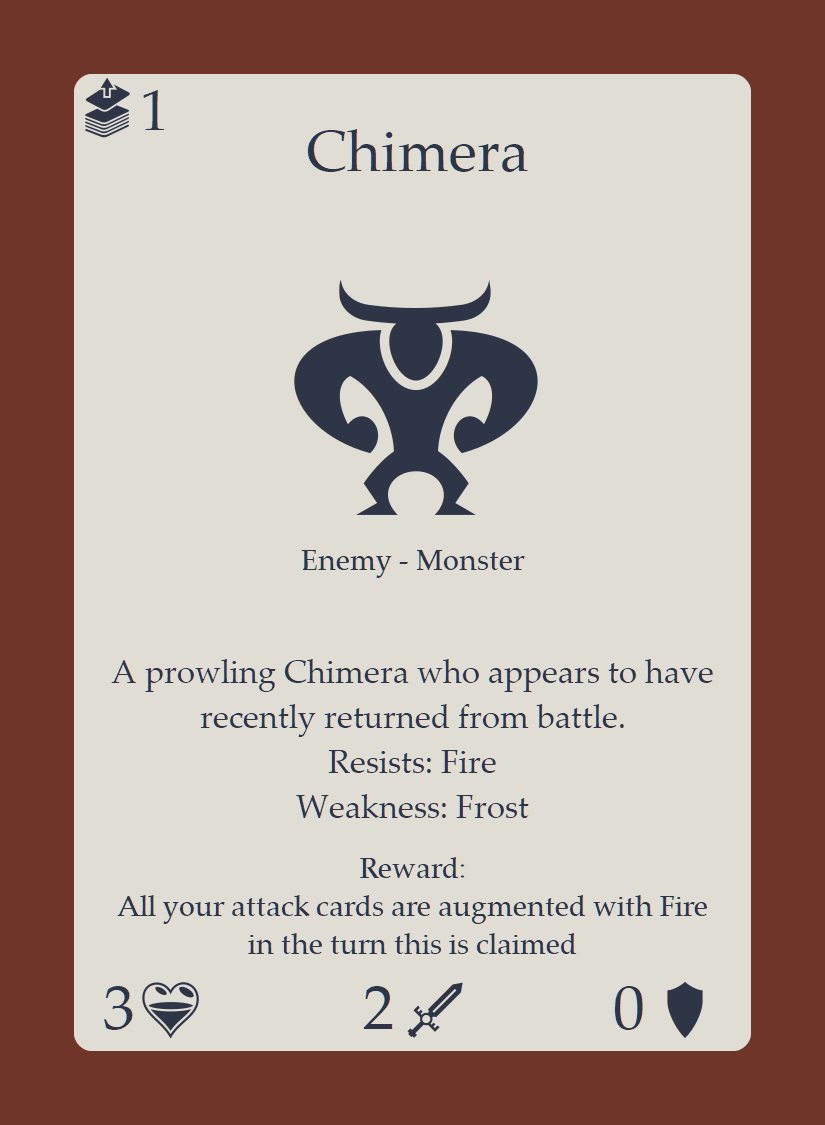 1
Chimera
Enemy - Monster
A prowling Chimera who appears to have
recently returned from battle.
Resists: Fire
Weakness: Frost
Reward:
All your attack cards are augmented with Fire
in the turn this is claimed
3 2 0